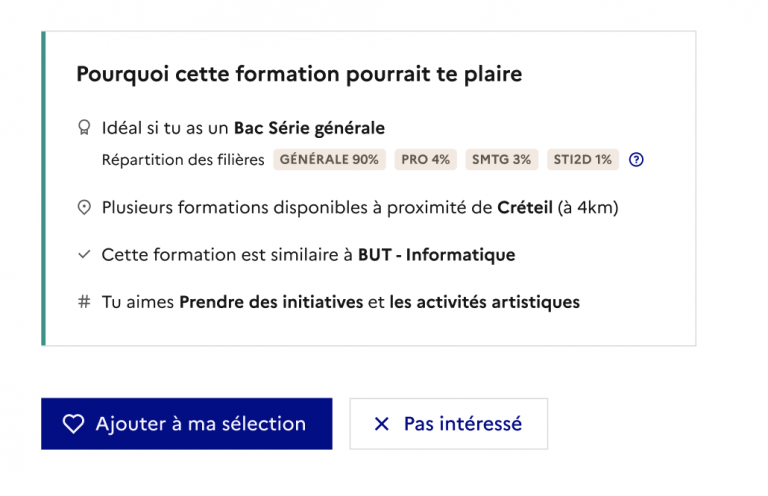 Pourquoi cette formation pourrait te plaire
Idéal si tu as un Bac Série générale
Répartition des filières GÉNÉRALE 90% PRO 4% SMTG 3% STI2D 1% ?
Plusieurs formations disponibles à proximité de Créteil (à 4km)
Cette formation est similaire à BUT - Informatique
# Tu aimes Prendre des initiatives et les activités artistiques
Ajouter à ma sélection
Pas intéressé